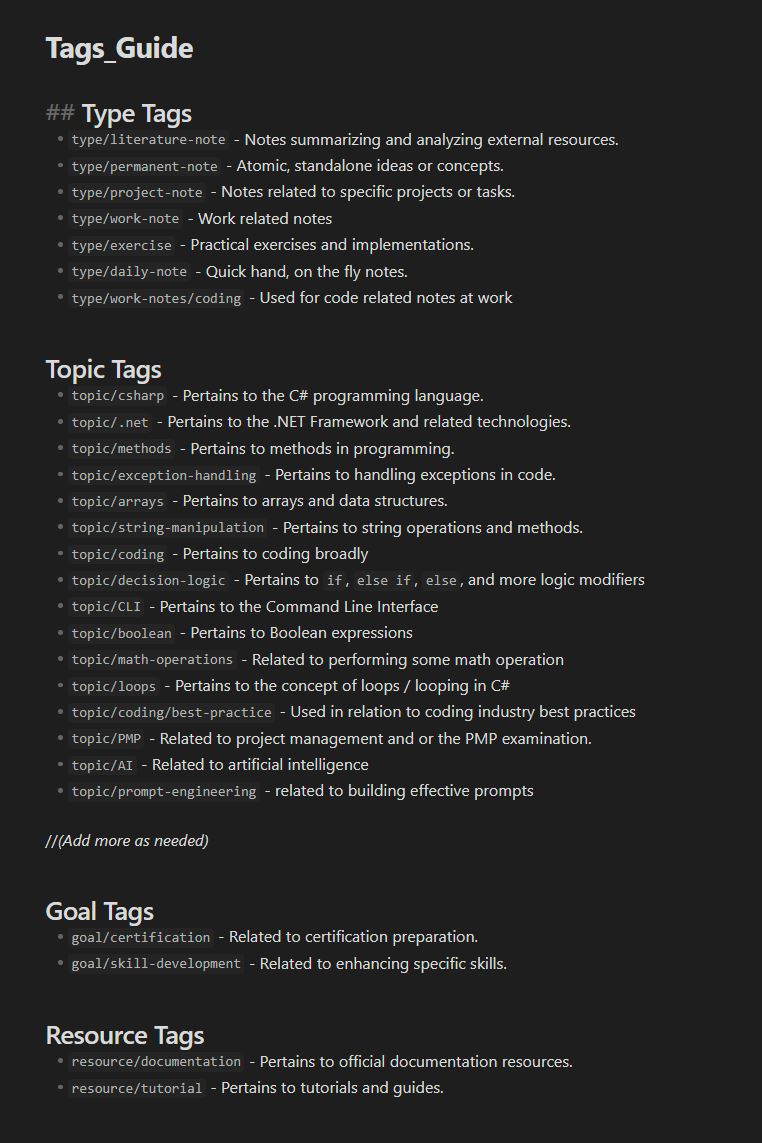 Tags_Guide
## Type Tags
type/literature-note - Notes summarizing and analyzing external resources.
type/permanent-note - Atomic, standalone ideas or concepts.
type/project-note - Notes related to specific projects or tasks.
type/work-note - Work related notes
type/exercise - Practical exercises and implementations.
type/daily-note - Quick hand, on the fly notes.
type/work-notes/coding - Used for code related notes at work
Topic Tags
topic/csharp - Pertains to the C# programming language.
topic/.net - Pertains to the .NET Framework and related technologies.
topic/methods - Pertains to methods in programming.
topic/exception-handling - Pertains to handling exceptions in code.
topic/arrays - Pertains to arrays and data structures.
topic/string-manipulation - Pertains to string operations and methods.
topic/coding - Pertains to coding broadly
topic/decision-logic - Pertains to if, else if, else, and more logic modifiers
topic/CLI - Pertains to the Command Line Interface
topic/boolean - Pertains to Boolean expressions
topic/math-operations - Related to performing some math operation
topic/loops - Pertains to the concept of loops / looping in C#
topic/coding/best-practice - Used in relation to coding industry best practices
topic/PMP - Related to project management and or the PMP examination.
topic/AI - Related to artificial intelligence
topic/prompt-engineering - related to building effective prompts
//(Add more as needed)
Goal Tags
goal/certification - Related to certification preparation.
goal/skill-development - Related to enhancing specific skills.
Resource Tags
resource/documentation - Pertains to official documentation resources.
resource/tutorial - Pertains to tutorials and guides.